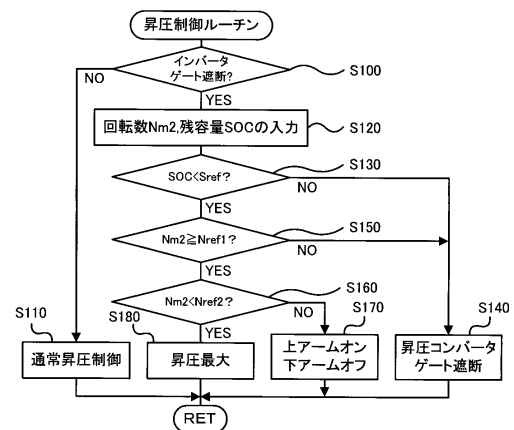 昇圧制御ルーチン
インバータ
ゲート遮断?
S100
NO
YES
回転数Nm2,残容量SOCの入力
S120
SOC<Sref?
S130
NO
YES
Nm2≧Nref1?
S150
NO
YES
Nm2<Nref2?
S160
NO
YES
S110
通常昇圧制御
S180
昇圧最大
S170
上アームオン
下アームオフ
S140
昇圧コンバータ
ゲート遮断
RET